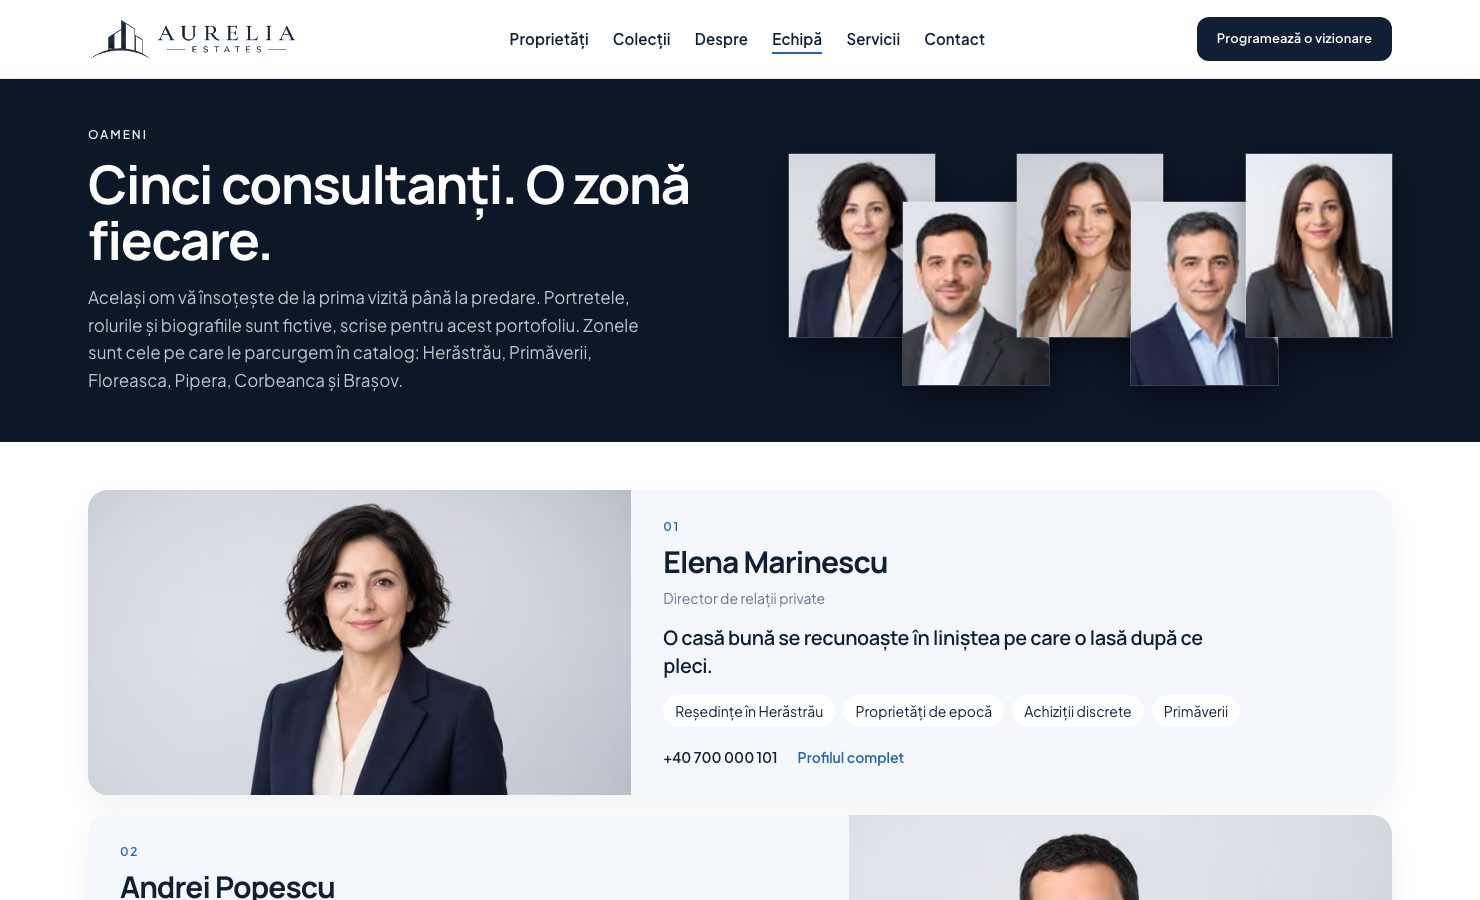 AURELIA
ESTATES
Proprietăți
Colecții
Despre
Echipă
Servicii
Contact
Programează o vizionare
OAMENI
Cinci consultanți. O zonă
fiecare.
Același om vă însoțește de la prima vizită până la predare. Portretele,
rolurile și biografiile sunt fictive, scrise pentru acest portofoliu. Zonele
sunt cele pe care le parcurgem în catalog: Herăstrău, Primăverii,
Floreasca, Pipera, Corbeanca și Brașov.
01
Elena Marinescu
Director de relații private
O casă bună se recunoaște în liniștea pe care o lasă după ce
pleci.
Reședințe în Herăstrău
Proprietăți de epocă
Achiziții discrete
Primăverii
+40 700 000 101
Profilul complet
02
Andrei Popescu